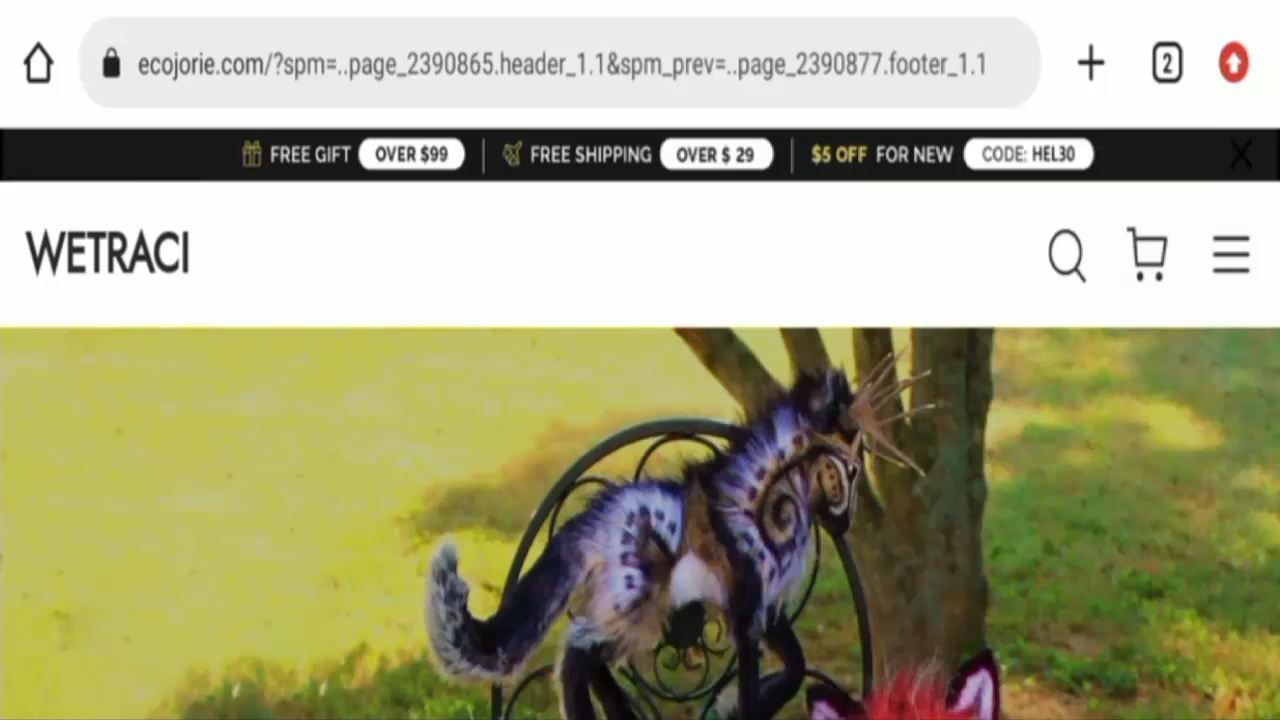 ecojorie.com/?spm=..page_2390865.header_1.1&spm_prev=..page_2390877.footer_1.1
2
FREE GIFT OVER $99 FREE SHIPPING OVER $ 29 $5 OFF FOR NEW CODE: HEL30
WETRACI